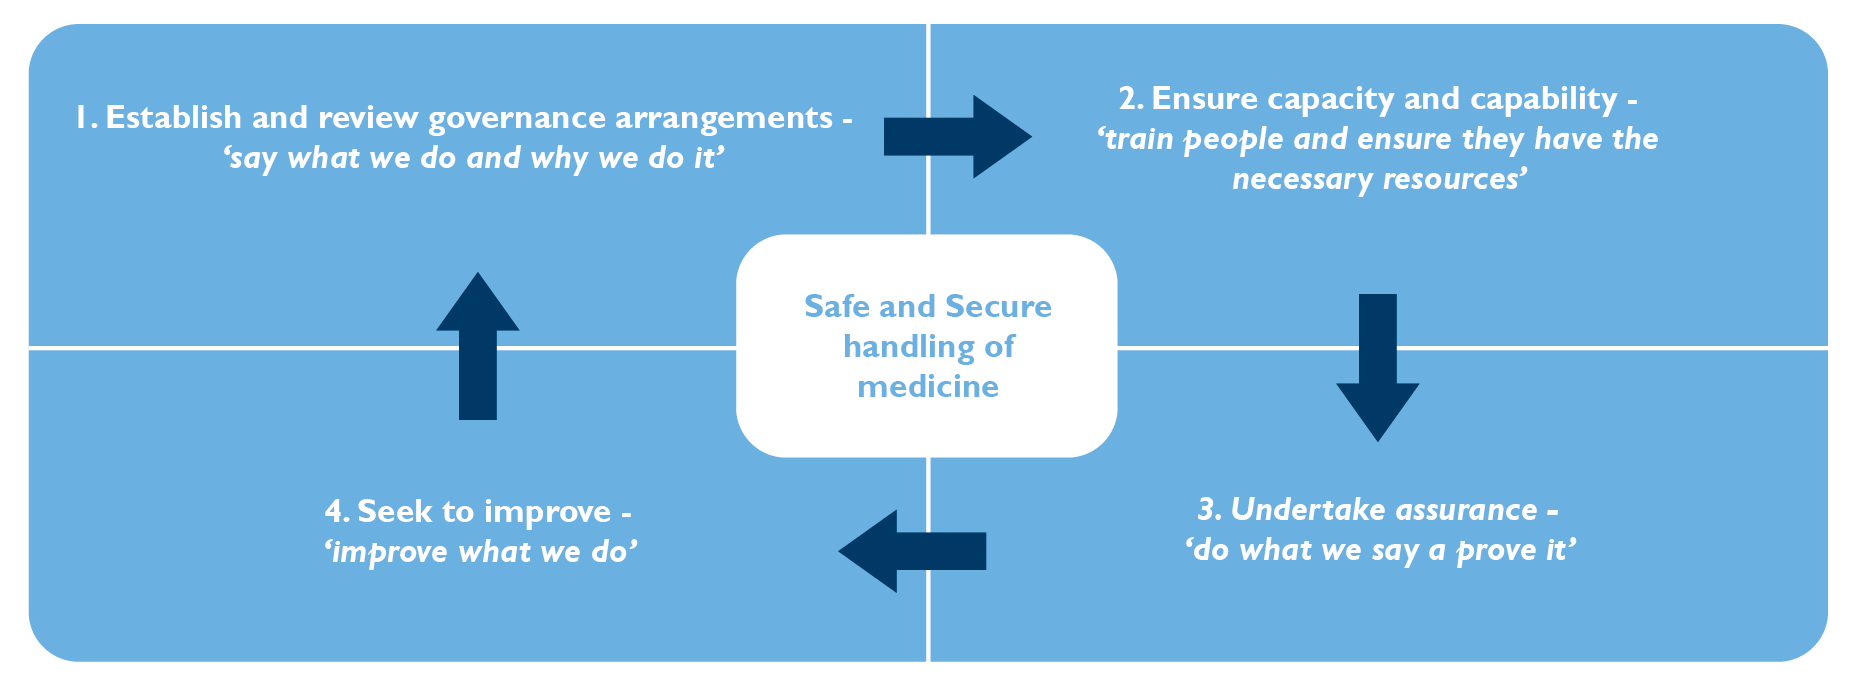 1. Establish and review governance arrangements -
‘say what we do and why we do it’
2. Ensure capacity and capability -
‘train people and ensure they have the
necessary resources’
Safe and Secure
handling of
medicine
3. Undertake assurance -
‘do what we say a prove it’
4. Seek to improve -
‘improve what we do’